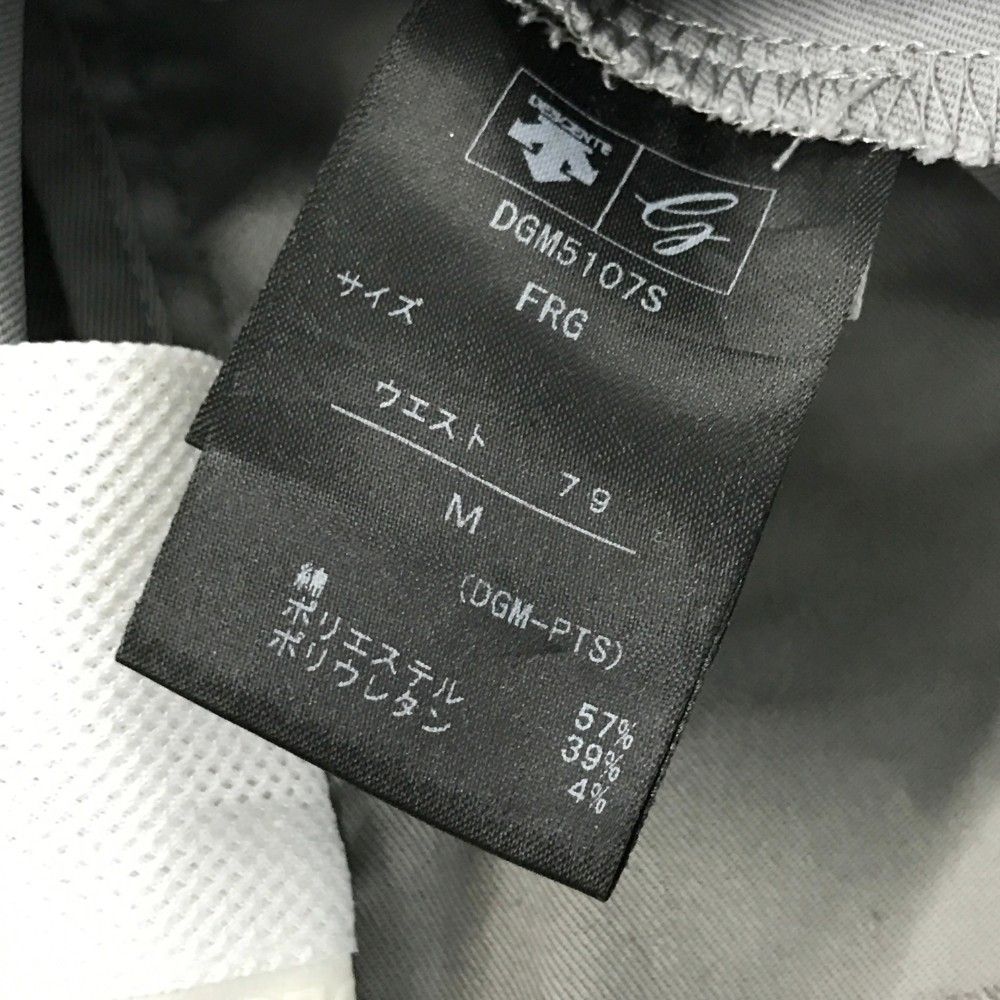 DESCENTE
G
DGM5107S
FRG
サイズ
ウエスト 79
M
(DGM-PTS)
綿 57%
ポリエステル 39%
ポリウレタン 4%